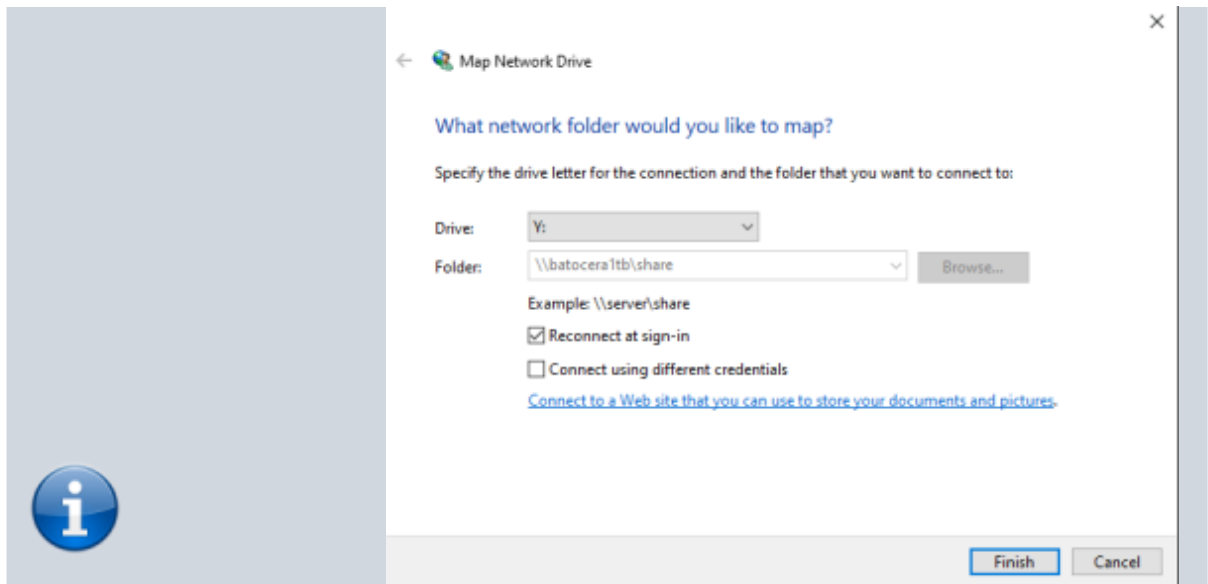 Map Network Drive
What network folder would you like to map?
Specify the drive letter for the connection and the folder that you want to connect to:
Drive: Y:
Folder: \\batocera1tb\share Browse...
Example: \\server\share
Reconnect at sign-in
Connect using different credentials
Connect to a Web site that you can use to store your documents and pictures.
Finish Cancel